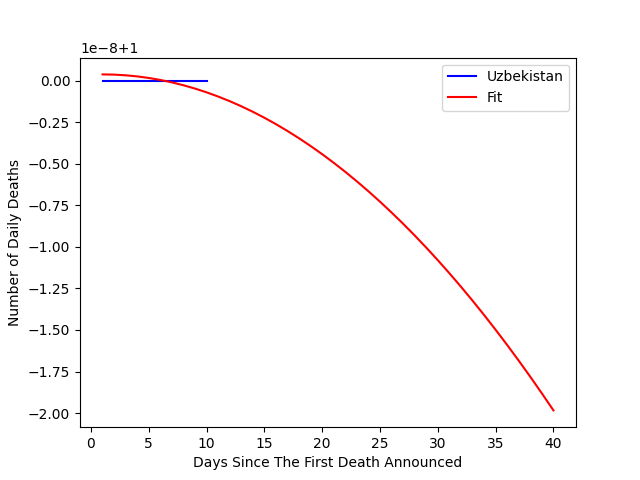 1e−8+1
0.00
−0.25
−0.50
−0.75
−1.00
−1.25
−1.50
−1.75
−2.00
Number of Daily Deaths
Uzbekistan
Fit
0 5 10 15 20 25 30 35 40
Days Since The First Death Announced